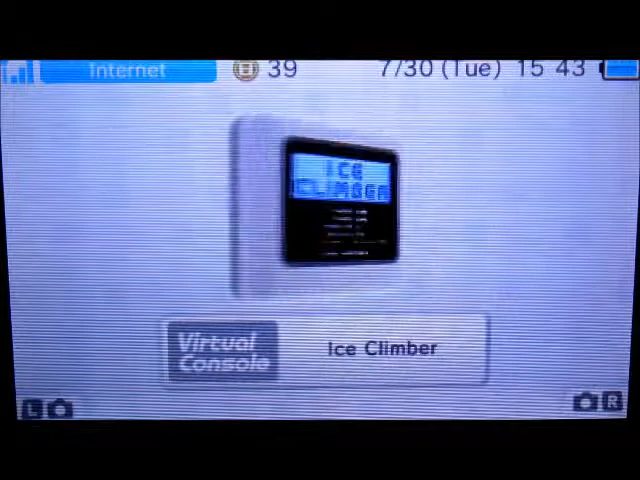 Internet 39 7/30 (Tue) 15 43
ICE
CLIMBER
Virtual
Console
Ice Climber
L R